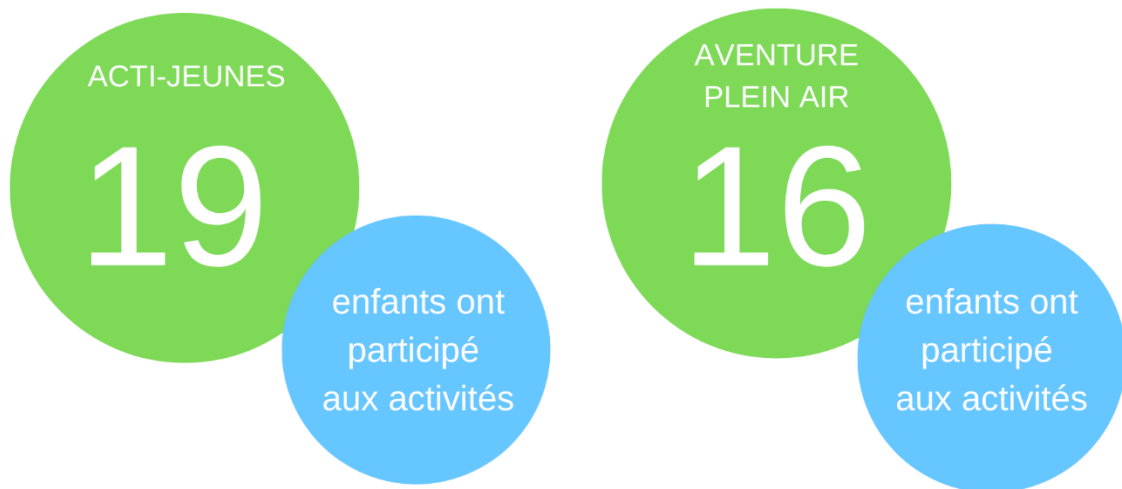 ACTI-JEUNES
19
enfants ont
participé
aux activités
AVENTURE
PLEIN AIR
16
enfants ont
participé
aux activités